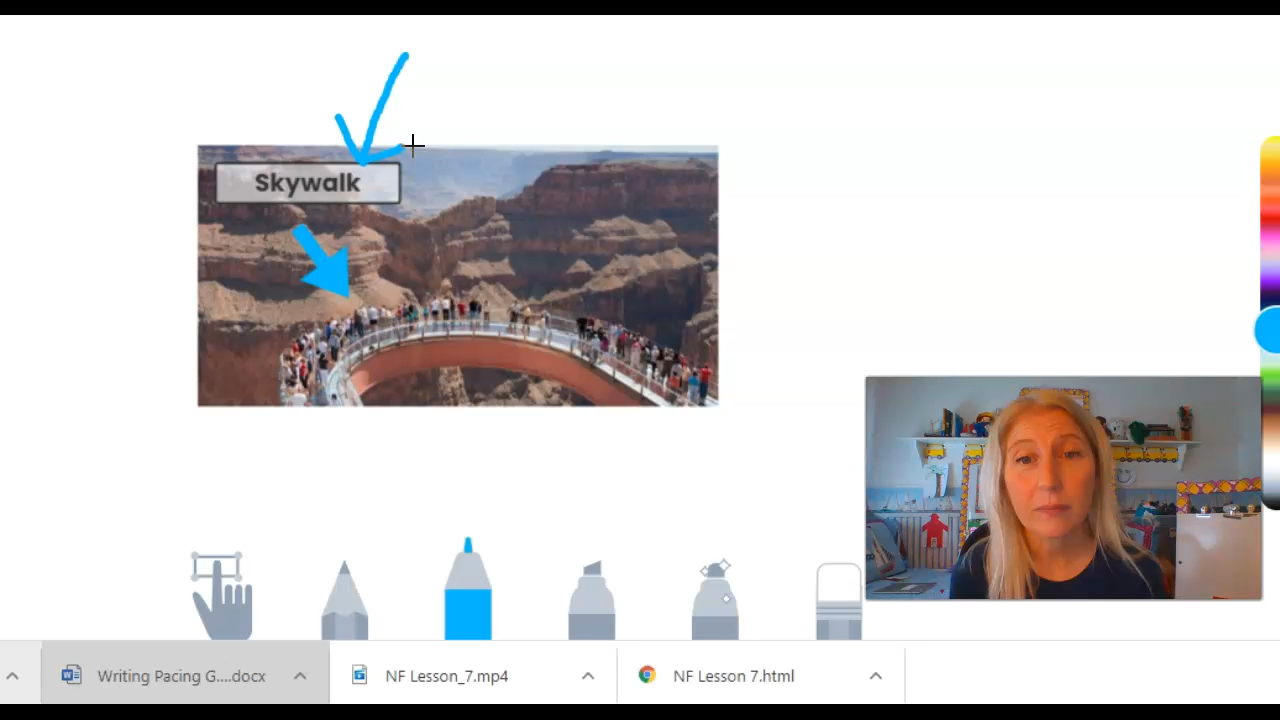 Skywalk
Writing Pacing G....docx
NF Lesson_7.mp4
NF Lesson 7.html